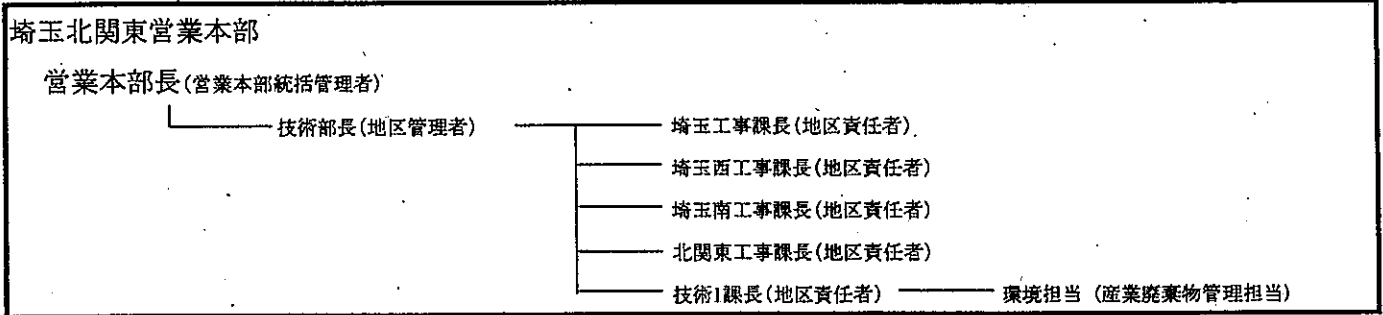 埼玉北関東営業本部
営業本部長(営業本部統括管理者)
技術部長(地区管理者)
埼玉工事課長(地区責任者)
埼玉西工事課長(地区責任者)
埼玉南工事課長(地区責任者)
北関東工事課長(地区責任者)
技術1課長(地区責任者) 環境担当 (産業廃棄物管理担当)